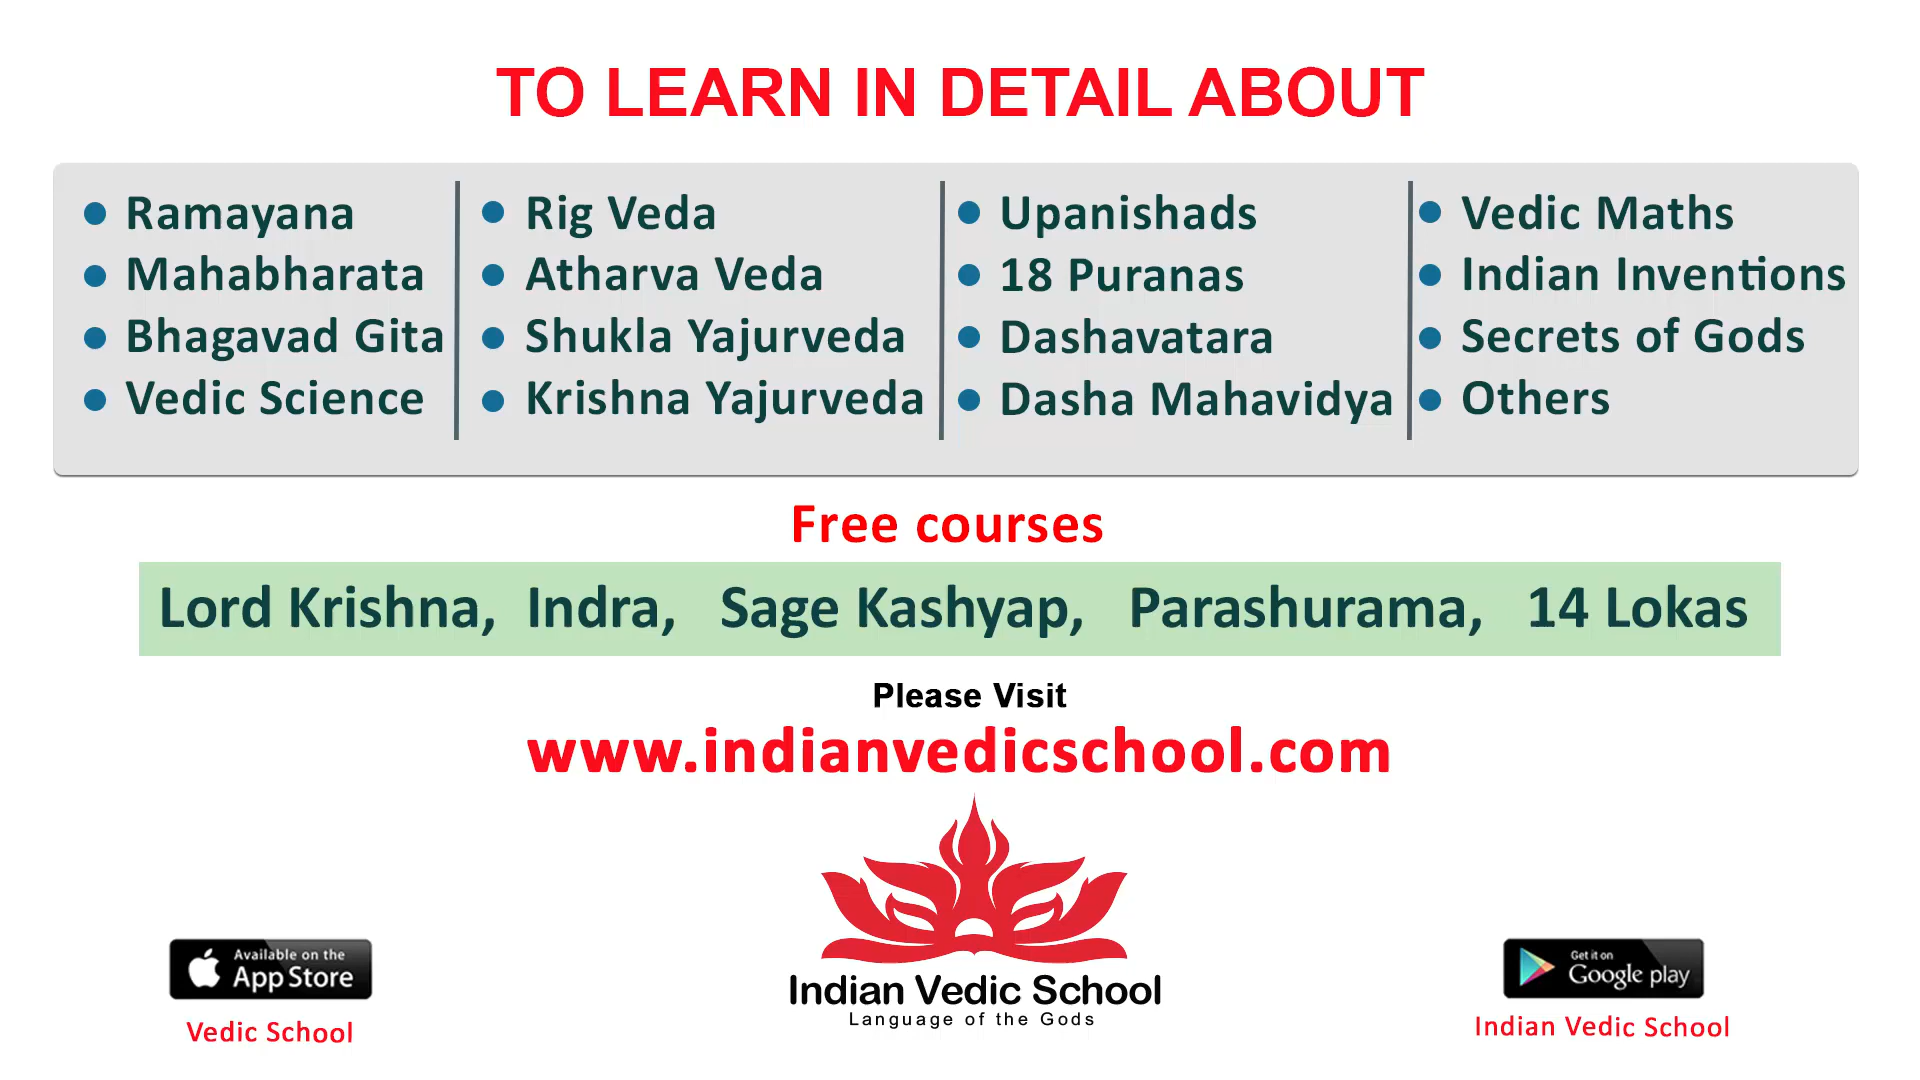 TO LEARN IN DETAIL ABOUT
Ramayana
Mahabharata
Bhagavad Gita
Vedic Science
Rig Veda
Atharva Veda
Shukla Yajurveda
Krishna Yajurveda
Upanishads
18 Puranas
Dashavatara
Dasha Mahavidya
Vedic Maths
Indian Inventions
Secrets of Gods
Others
Free courses
Lord Krishna, Indra, Sage Kashyap, Parashurama, 14 Lokas
Please Visit
www.indianvedicschool.com
Indian Vedic School
Language of the Gods
Available on the
App Store
Vedic School
Get it on
Google play
Indian Vedic School